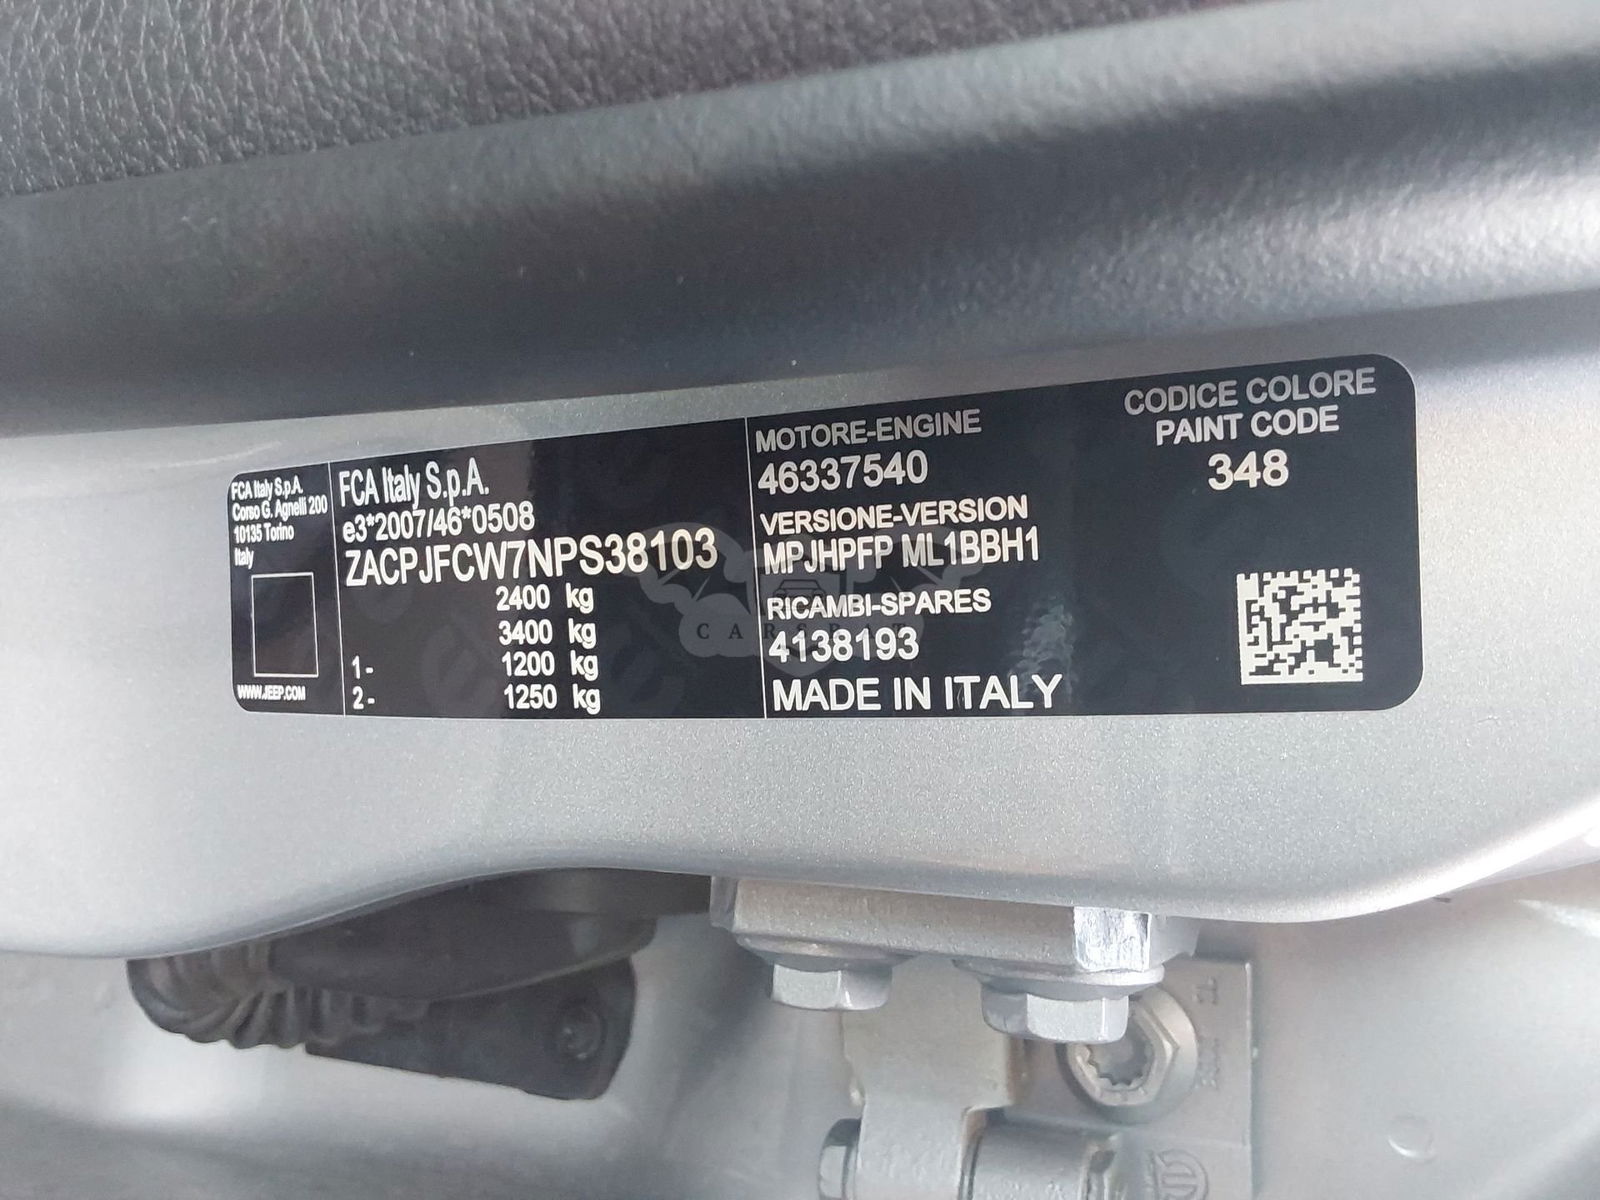 FCA Italy S.p.A.
Corso G. Agnelli 200
10135 Torino
Italy
WWW.JEEP.COM
FCA Italy S.p.A.
e3*2007/46*0508
ZACPJFCW7NPS38103
2400 kg
3400 kg
1- 1200 kg
2- 1250 kg
MOTORE-ENGINE
46337540
VERSIONE-VERSION
MPJHPFP ML1BBH1
RICAMBI-SPARES
4138193
MADE IN ITALY
CODICE COLORE
PAINT CODE
348